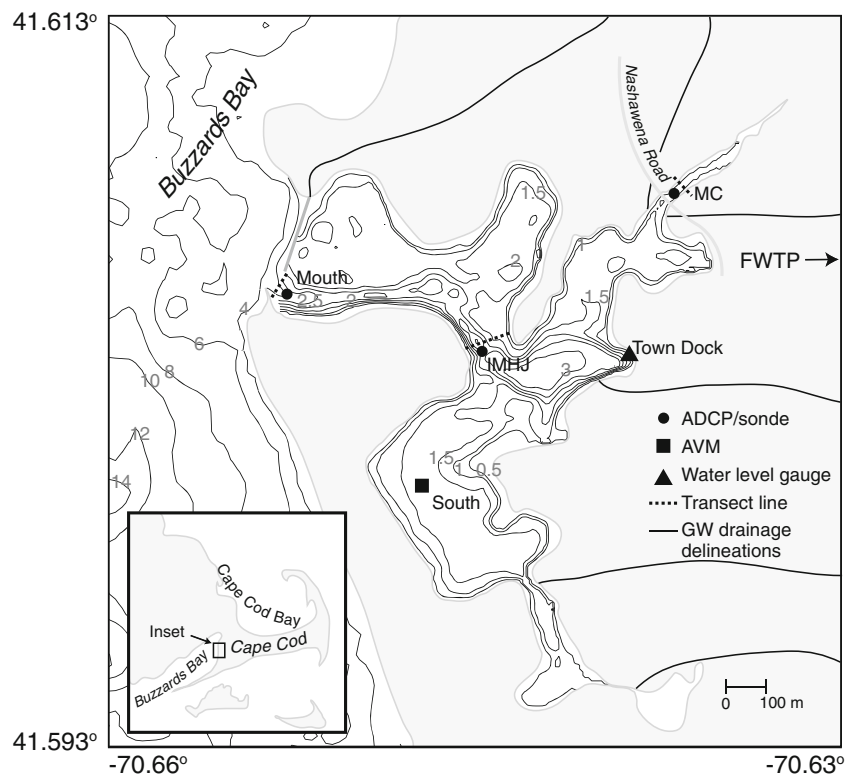 41.613°
Buzzards Bay
Nashawena Road
MC
FWTP
1.5
2
1
1.5
Mouth
2.5
2
4
6
IMHJ
Town Dock
3
10
8
12
14
1.5
1
0.5
South
ADCP/sonde
AVM
Water level gauge
Transect line
GW drainage
delineations
Cape Cod Bay
Inset
Cape Cod
Buzzards Bay
0 100 m
41.593°
-70.66°
-70.63°